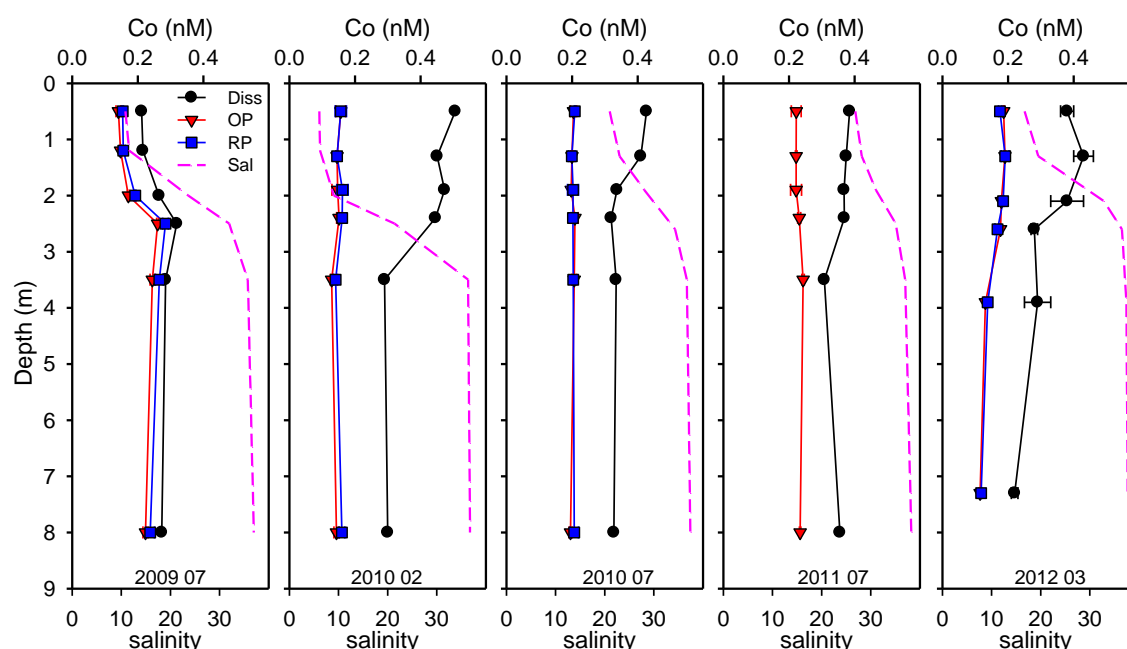 Co (nM) Co (nM) Co (nM) Co (nM) Co (nM)
0.0 0.2 0.4 0.0 0.2 0.4 0.0 0.2 0.4 0.0 0.2 0.4 0.0 0.2 0.4
0
Diss
OP
1
RP
Sal
2
3
4
Depth (m)
5
6
7
8
2009 07 2010 02 2010 07 2011 07 2012 03
9
0 10 20 30 0 10 20 30 0 10 20 30 0 10 20 30 0 10 20 30
salinity salinity salinity salinity salinity